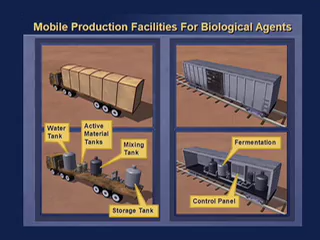 Mobile Production Facilities For Biological Agents
Water
Tank
Active
Material
Tanks
Mixing
Tank
Storage Tank
Fermentation
Control Panel